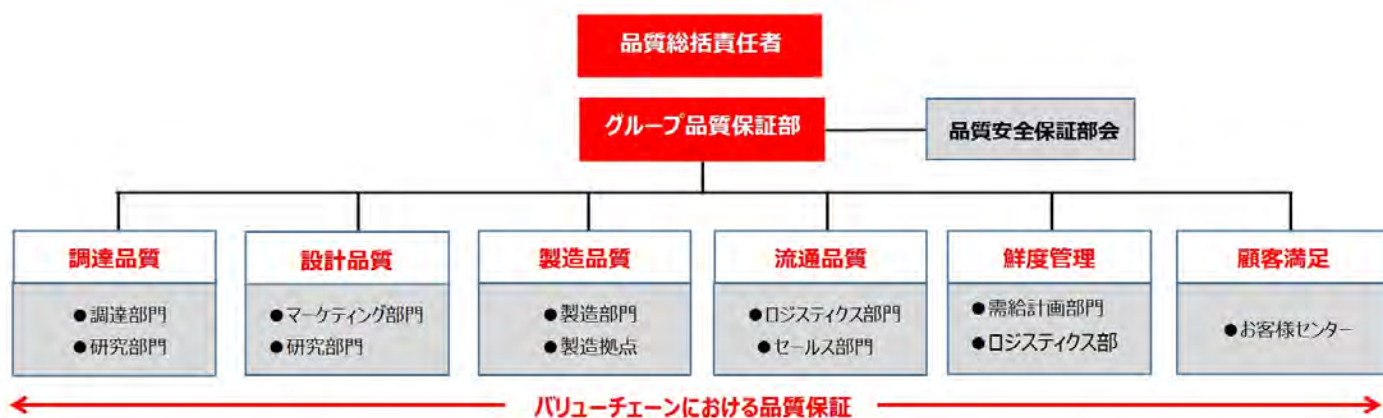 品質総括責任者
グループ品質保証部
品質安全保証部会
調達品質
●調達部門
●研究部門
設計品質
●マーケティング部門
●研究部門
製造品質
●製造部門
●製造拠点
流通品質
●ロジスティクス部門
●セールス部門
鮮度管理
●需給計画部門
●ロジスティクス部
顧客満足
●お客様センター
バリューチェーンにおける品質保証